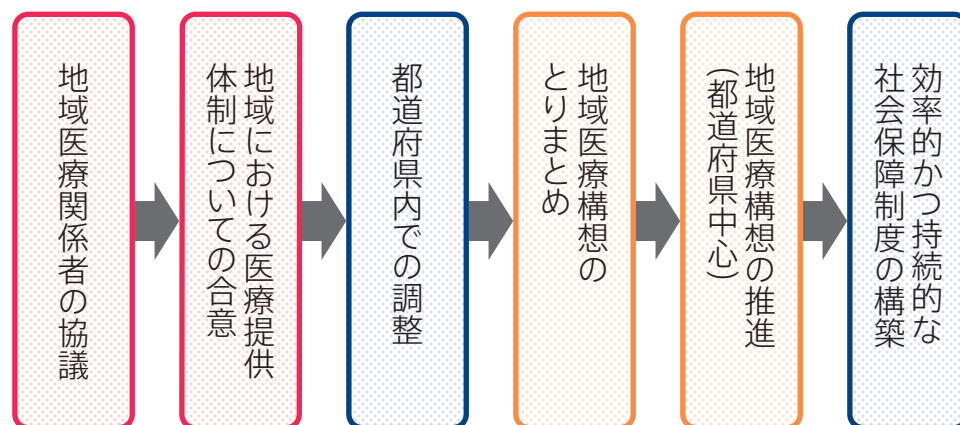 地域医療関係者の協議
地域における医療提供
体制についての合意
都道府県内での調整
地域医療構想の
とりまとめ
地域医療構想の推進
(都道府県中心)
効率的かつ持続的な
社会保障制度の構築